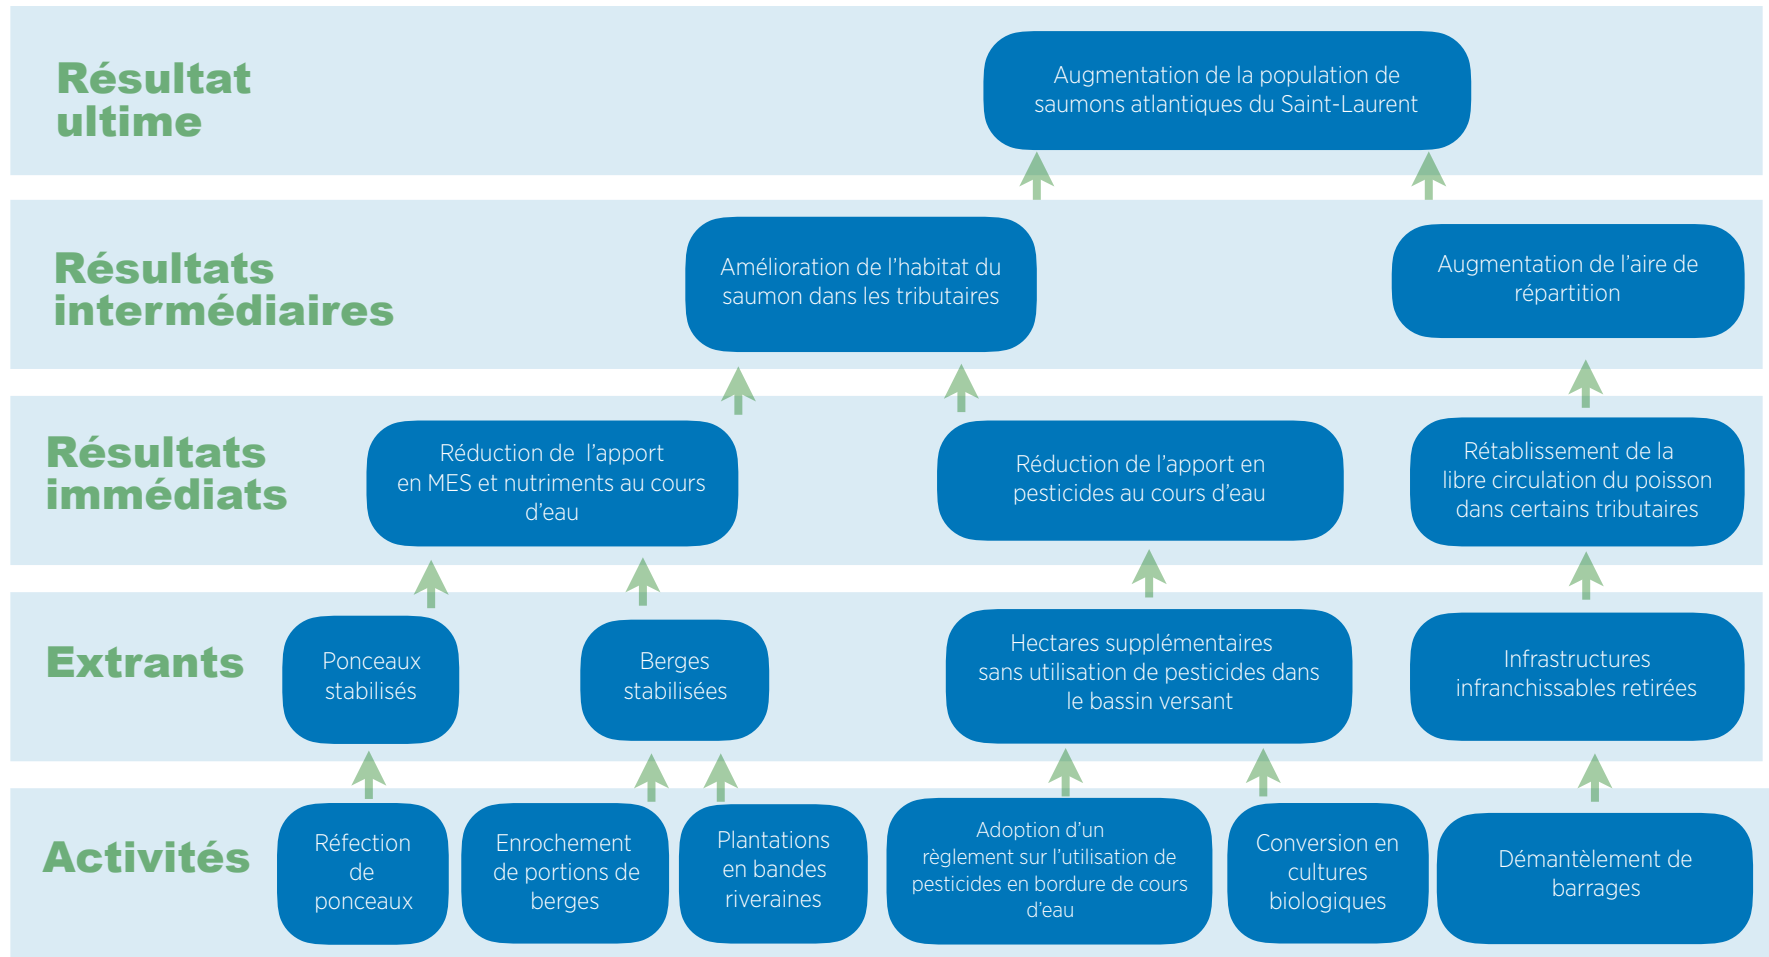 Résultat
ultime
Augmentation de la population de
saumons atlantiques du Saint-Laurent
Résultats
intermédiaires
Amélioration de l'habitat du
saumon dans les tributaires
Augmentation de l'aire de
répartition
Résultats
immédiats
Réduction de l'apport
en MES et nutriments au cours
d'eau
Réduction de l'apport en
pesticides au cours d'eau
Rétablissement de la
libre circulation du poisson
dans certains tributaires
Extrants
Ponceaux
stabilisés
Berges
stabilisées
Hectares supplémentaires
sans utilisation de pesticides dans
le bassin versant
Infrastructures
infranchissables retirées
Activités
Réfection
de
ponceaux
Enrochement
de portions de
berges
Plantations
en bandes
riveraines
Adoption d'un
règlement sur l'utilisation de
pesticides en bordure de cours
d'eau
Conversion en
cultures
biologiques
Démantèlement de
barrages